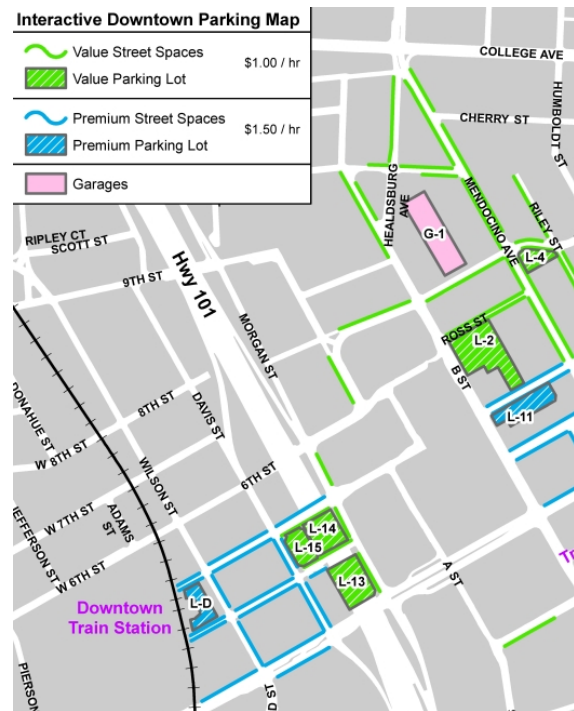 Interactive Downtown Parking Map
Value Street Spaces
$1.00 / hr
Value Parking Lot
Premium Street Spaces
$1.50 / hr
Premium Parking Lot
Garages
COLLEGE AVE
HUMBOLDT ST
CHERRY ST
HEALDSBURG
AVE
MENDOCINO AVE
RILEY ST
G-1
L-4
RIPLEY CT
SCOTT ST
9TH ST
Hwy 101
MORGAN ST
ROSS ST
L-2
B ST
L-11
DONAHUE ST
W 8TH ST
8TH ST
DAVIS ST
WILSON ST
6TH ST
W 7TH ST
ADAMS
ST
JEFFERSON ST
W 6TH ST
L-14
L-15
L-13
A ST
L-D
Downtown
Train Station
PIERSON
D ST